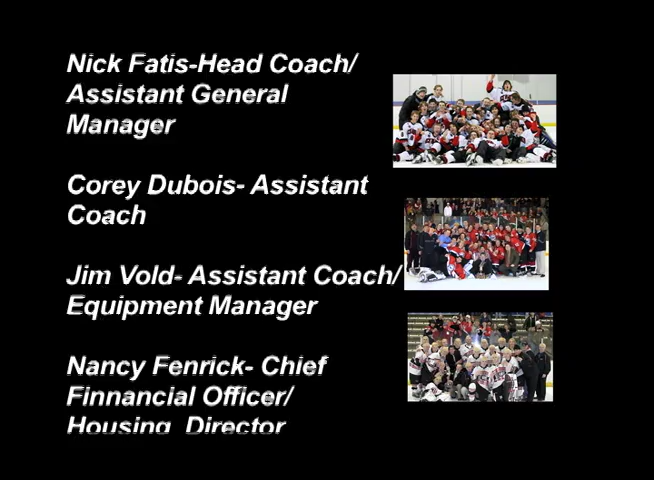 Nick Fatis-Head Coach/
Assistant General
Manager
Corey Dubois- Assistant
Coach
Jim Vold- Assistant Coach/
Equipment Manager
Nancy Fenrick- Chief
Finnancial Officer/
Housing Director